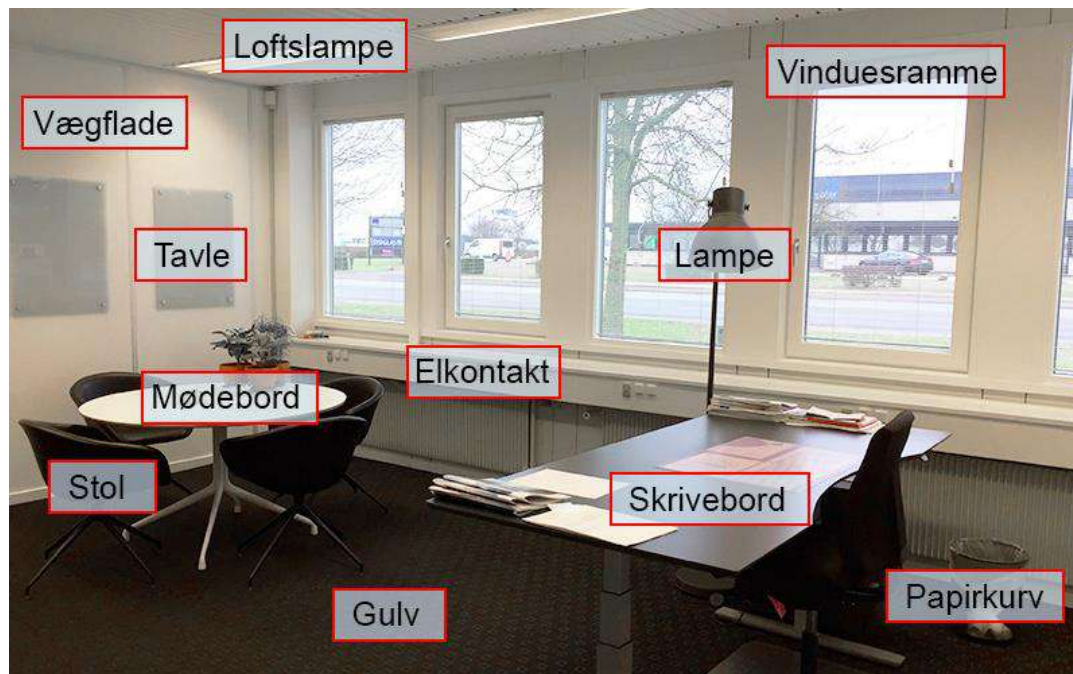 Loftslampe
Vinduesramme
Vægflade
Tavle
Lampe
Elkontakt
Mødebord
Stol
Skrivebord
Papirkurv
Gulv